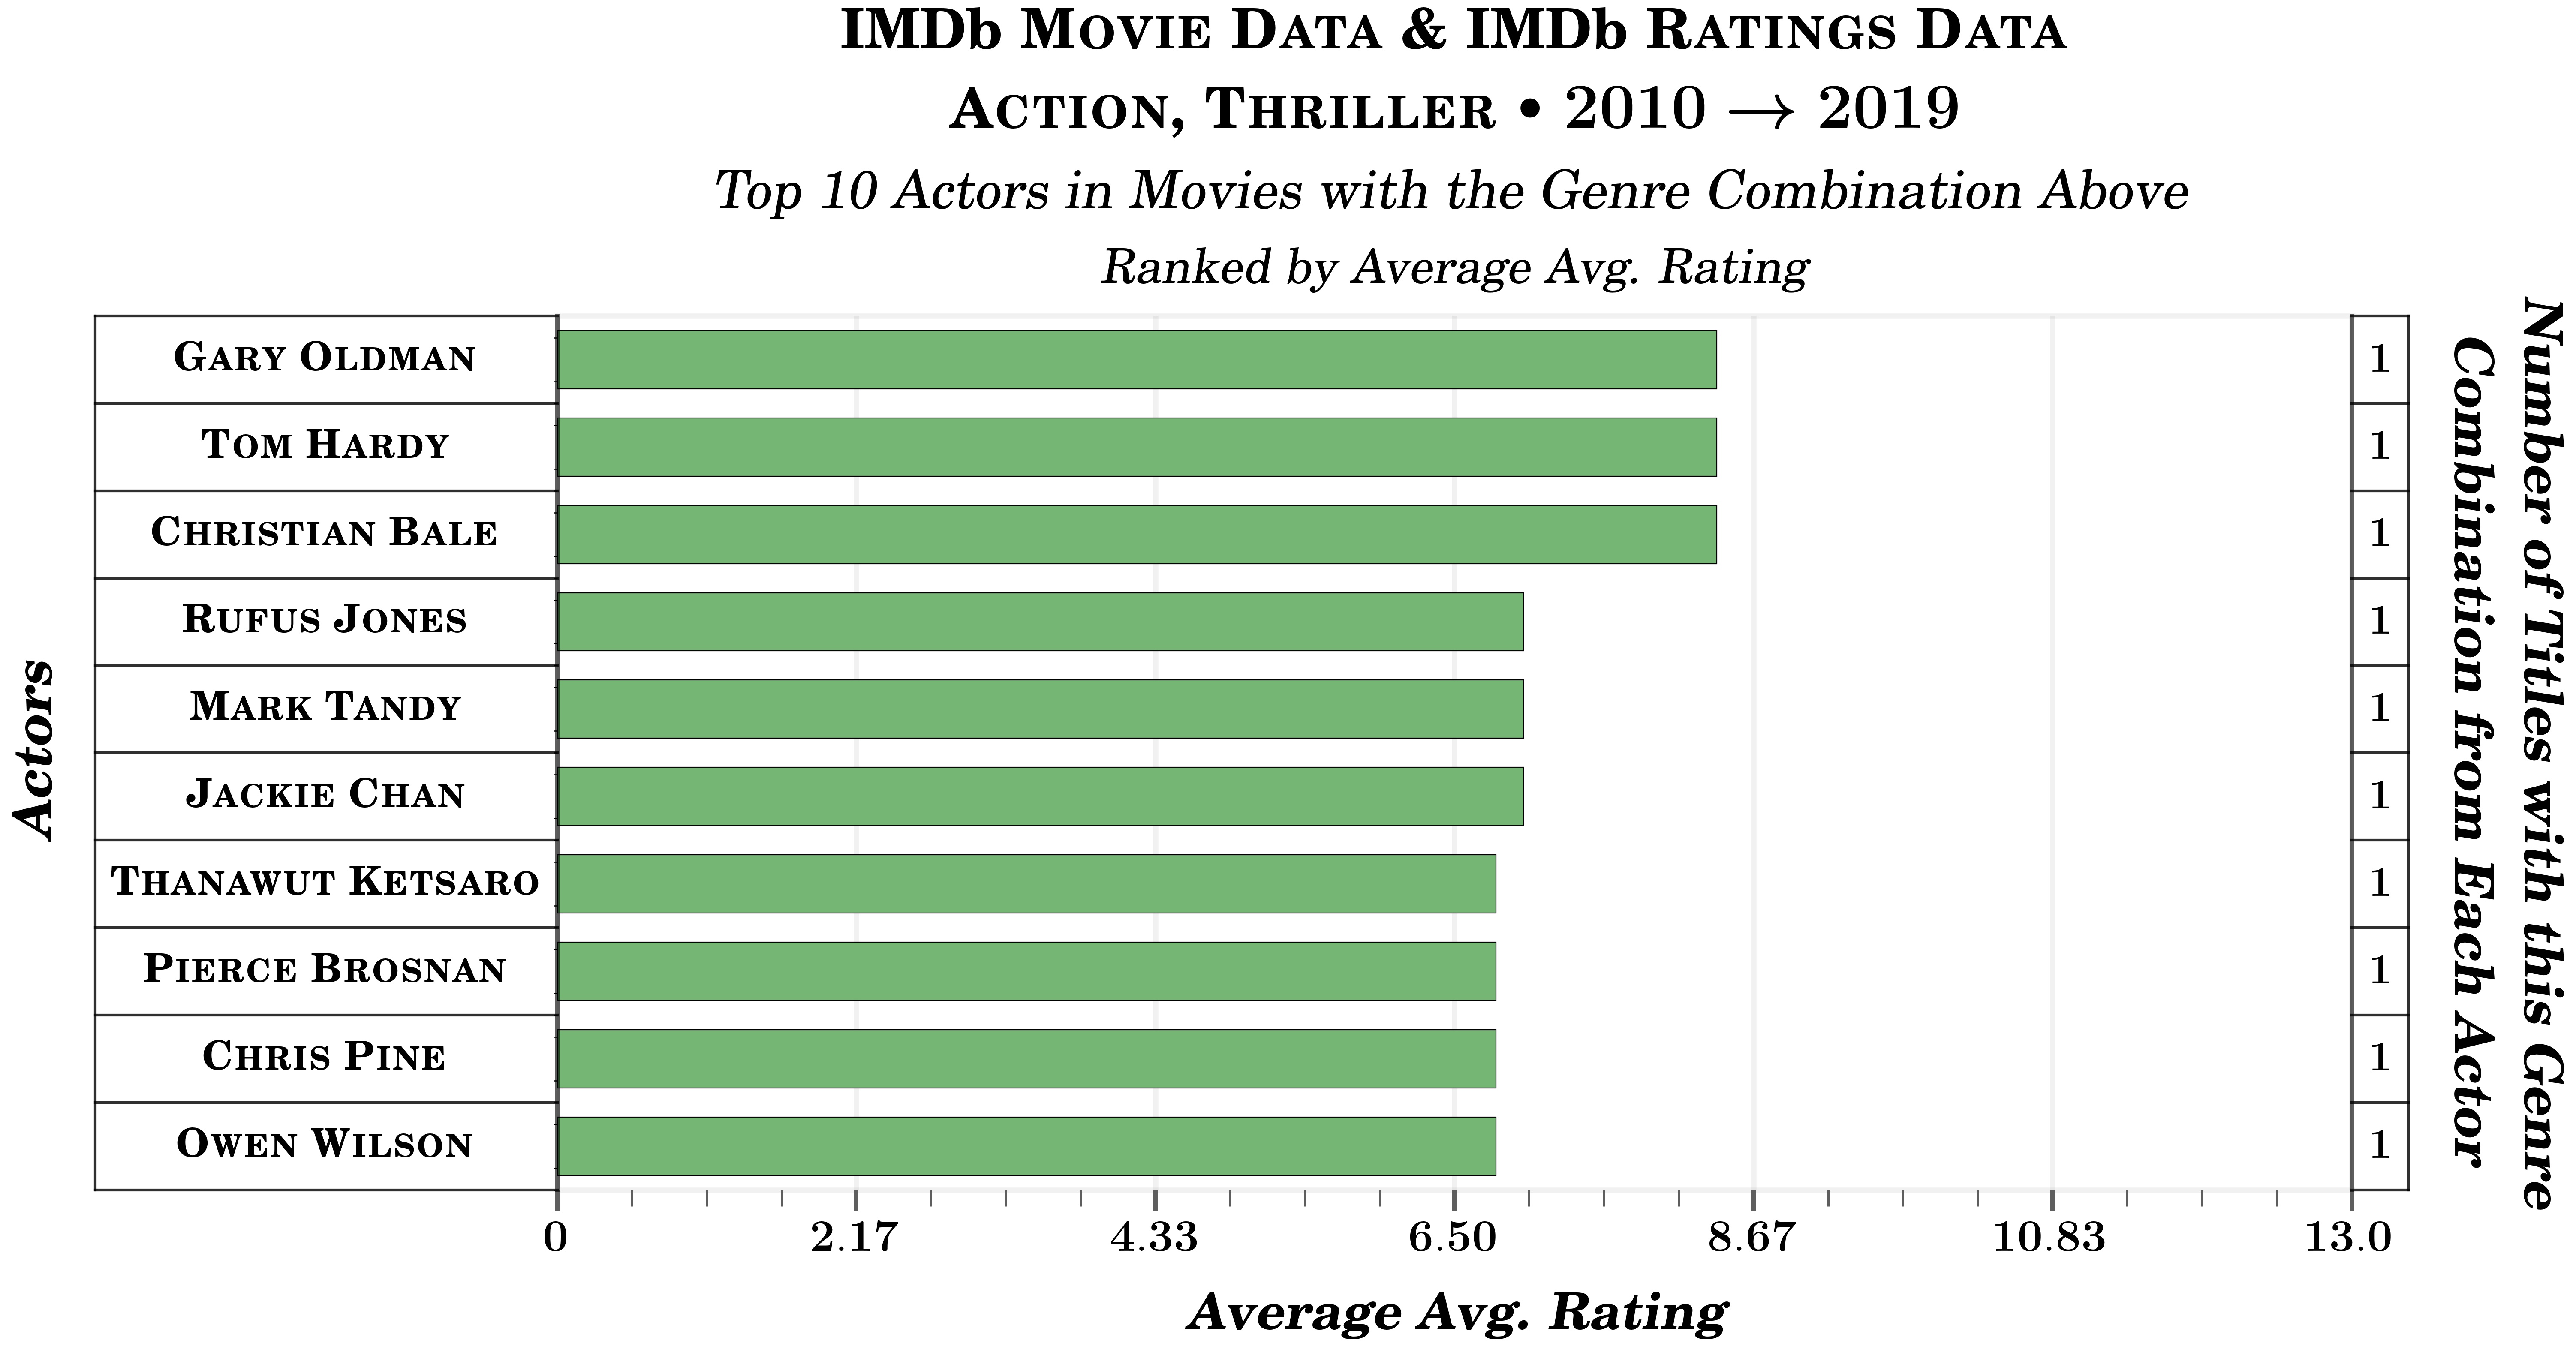 IMDb Movie Data & IMDb Ratings Data
Action, Thriller • 2010 → 2019
Top 10 Actors in Movies with the Genre Combination Above
Ranked by Average Avg. Rating
Actors
Gary Oldman 1
Tom Hardy 1
Christian Bale 1
Rufus Jones 1
Mark Tandy 1
Jackie Chan 1
Thanawut Ketsaro 1
Pierce Brosnan 1
Chris Pine 1
Owen Wilson 1
Number of Titles with this Genre
Combination from Each Actor
0 2.17 4.33 6.50 8.67 10.83 13.0
Average Avg. Rating